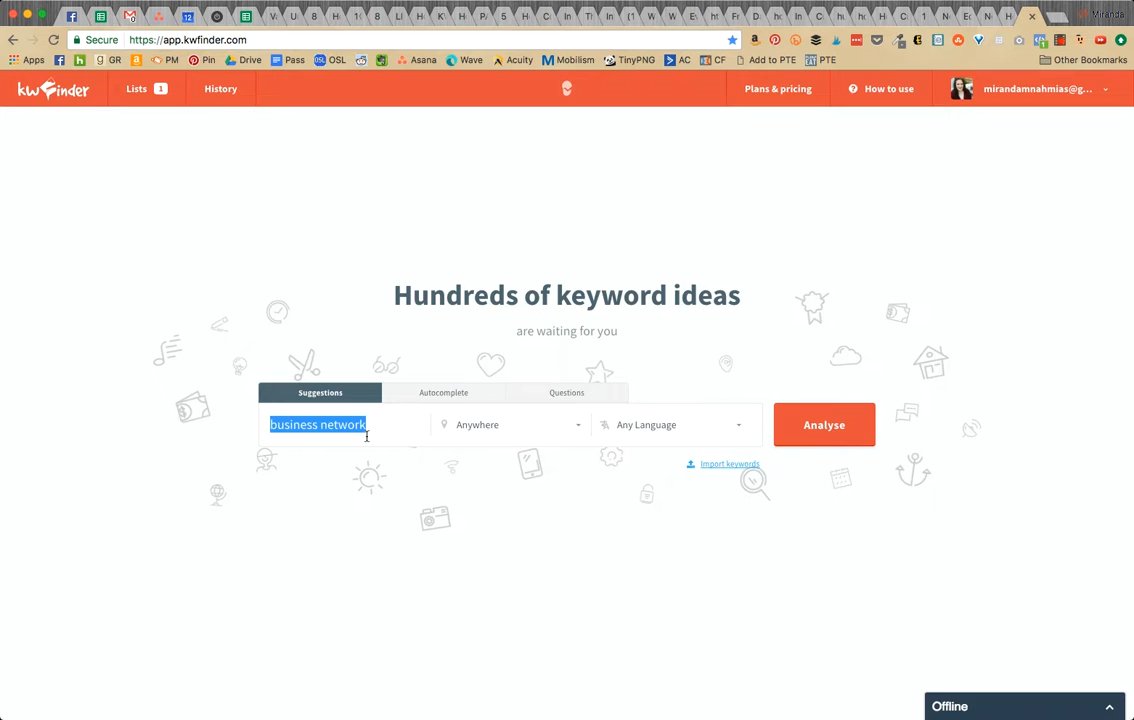 Miranda
Secure https://app.kwfinder.com
Apps GR PM Pin Drive Pass OSL Asana Wave Acuity Mobilism TinyPNG AC CF Add to PTE PTE Other Bookmarks
kwfinder Lists 1 History Plans & pricing How to use mirandamnahmias@g...
Hundreds of keyword ideas
are waiting for you
Suggestions Autocomplete Questions
business network Anywhere Any Language Analyse
Import keywords
Offline